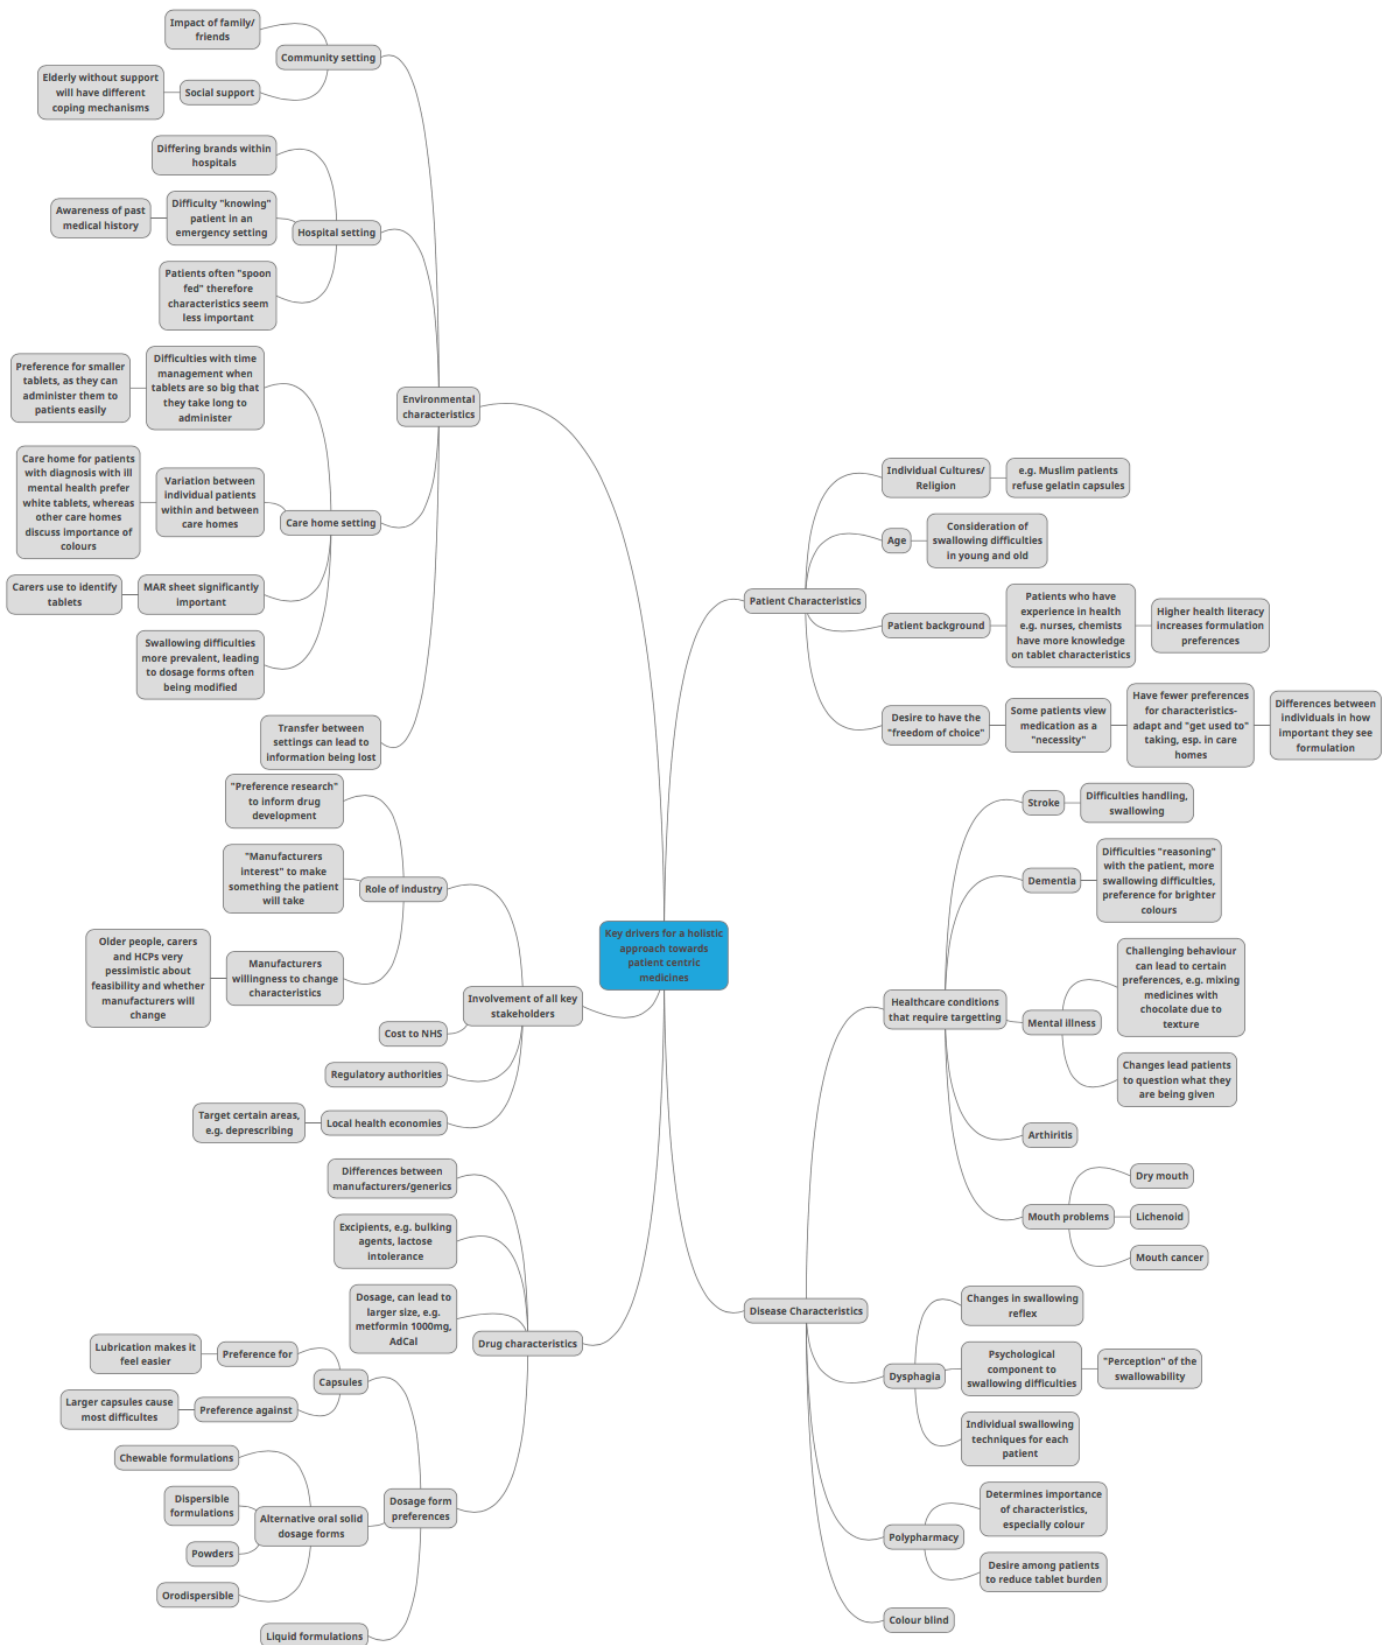 Impact of family/
friends
Community setting
Elderly without support
will have different
coping mechanisms
Social support
Differing brands within
hospitals
Awareness of past
medical history
Difficulty "knowing"
patient in an
emergency setting
Hospital setting
Patients often "spoon
fed" therefore
characteristics seem
less important
Preference for smaller
tablets, as they can
administer them to
patients easily
Difficulties with time
management when
tablets are so big that
they take long to
administer
Environmental
characteristics
Care home for patients
with diagnosis with ill
mental health prefer
white tablets, whereas
other care homes
discuss importance of
colours
Variation between
individual patients
within and between
care homes
Care home setting
Carers use to identify
tablets
MAR sheet significantly
important
Swallowing difficulties
more prevalent, leading
to dosage forms often
being modified
Transfer between
settings can lead to
information being lost
"Preference research"
to inform drug
development
"Manufacturers
interest" to make
something the patient
will take
Role of industry
Older people, carers
and HCPs very
pessimistic about
feasibility and whether
manufacturers will
change
Manufacturers
willingness to change
characteristics
Involvement of all key
stakeholders
Cost to NHS
Regulatory authorities
Target certain areas,
e.g. deprescribing
Local health economies
Differences between
manufacturers/generics
Excipients, e.g. bulking
agents, lactose
intolerance
Dosage, can lead to
larger size, e.g.
metformin 1000mg,
AdCal
Drug characteristics
Lubrication makes it
feel easier
Preference for
Capsules
Larger capsules cause
most difficultes
Preference against
Chewable formulations
Dispersible
formulations
Alternative oral solid
dosage forms
Dosage form
preferences
Powders
Orodispersible
Liquid formulations
Key drivers for a holistic
approach towards
patient centric
medicines
Individual Cultures/
Religion
e.g. Muslim patients
refuse gelatin capsules
Age
Consideration of
swallowing difficulties
in young and old
Patient Characteristics
Patient background
Patients who have
experience in health
e.g. nurses, chemists
have more knowledge
on tablet characteristics
Higher health literacy
increases formulation
preferences
Desire to have the
"freedom of choice"
Some patients view
medication as a
"necessity"
Have fewer preferences
for characteristics-
adapt and "get used to"
taking, esp. in care
homes
Differences between
individuals in how
important they see
formulation
Stroke
Difficulties handling,
swallowing
Dementia
Difficulties "reasoning"
with the patient, more
swallowing difficulties,
preference for brighter
colours
Healthcare conditions
that require targetting
Mental illness
Challenging behaviour
can lead to certain
preferences, e.g. mixing
medicines with
chocolate due to
texture
Changes lead patients
to question what they
are being given
Arthiritis
Mouth problems
Dry mouth
Lichenoid
Mouth cancer
Disease Characteristics
Dysphagia
Changes in swallowing
reflex
Psychological
component to
swallowing difficulties
"Perception" of the
swallowability
Individual swallowing
techniques for each
patient
Polypharmacy
Determines importance
of characteristics,
especially colour
Desire among patients
to reduce tablet burden
Colour blind